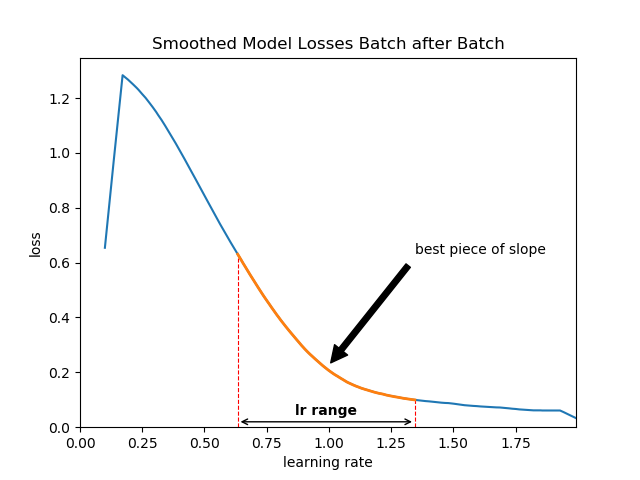 Smoothed Model Losses Batch after Batch
1.2
1.0
0.8
0.6
0.4
0.2
0.0
loss
best piece of slope
lr range
0.00 0.25 0.50 0.75 1.00 1.25 1.50 1.75
learning rate